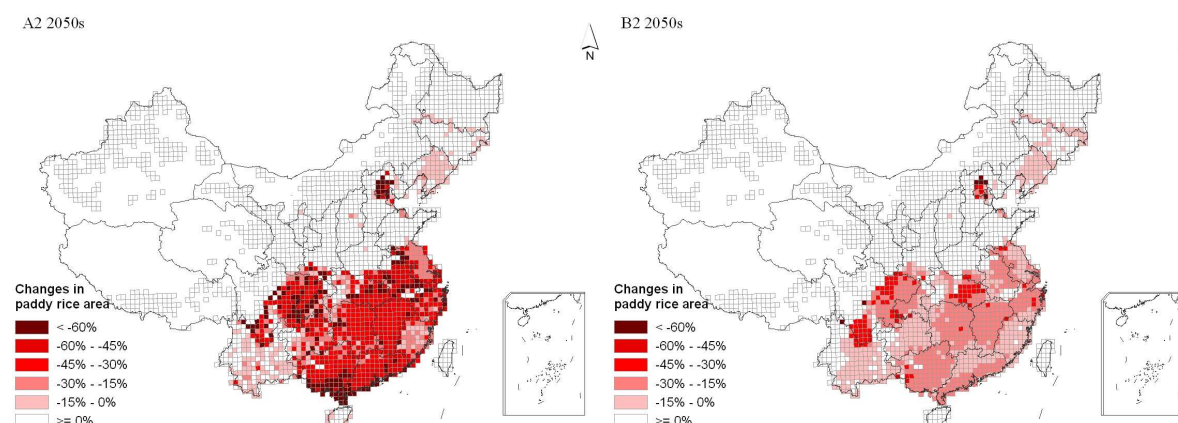 A2 2050s
N
Changes in
paddy rice area
< -60%
-60% - -45%
-45% - -30%
-30% - -15%
-15% - 0%
>= 0%
B2 2050s
Changes in
paddy rice area
< -60%
-60% - -45%
-45% - -30%
-30% - -15%
-15% - 0%
>= 0%